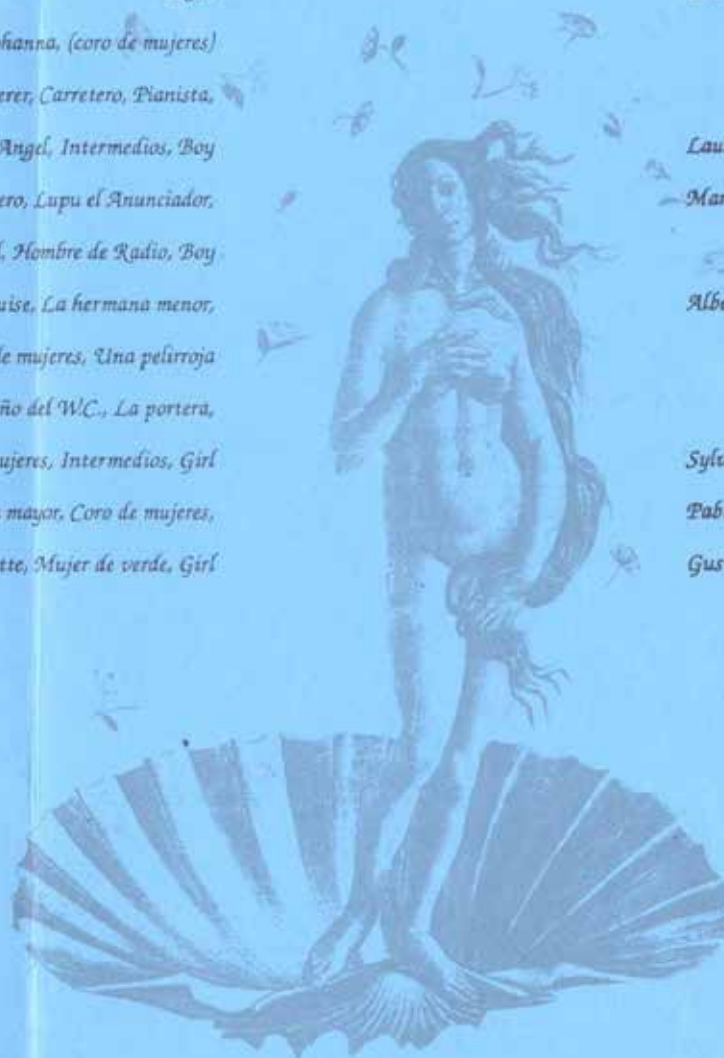 hanna, (coro de mujeres)
erer, Carretero, Pianista,
Angel, Intermedios, Boy
ero, Lupu el Anunciador,
, Hombre de Radio, Boy
uise, La hermana menor,
le mujeres, Una pelirroja
ño del W.C., La portera,
ujeres, Intermedios, Girl
mayor, Coro de mujeres,
tte, Mujer de verde, Girl
Lau
Mar
Albe
Sylv
Pab
Gus